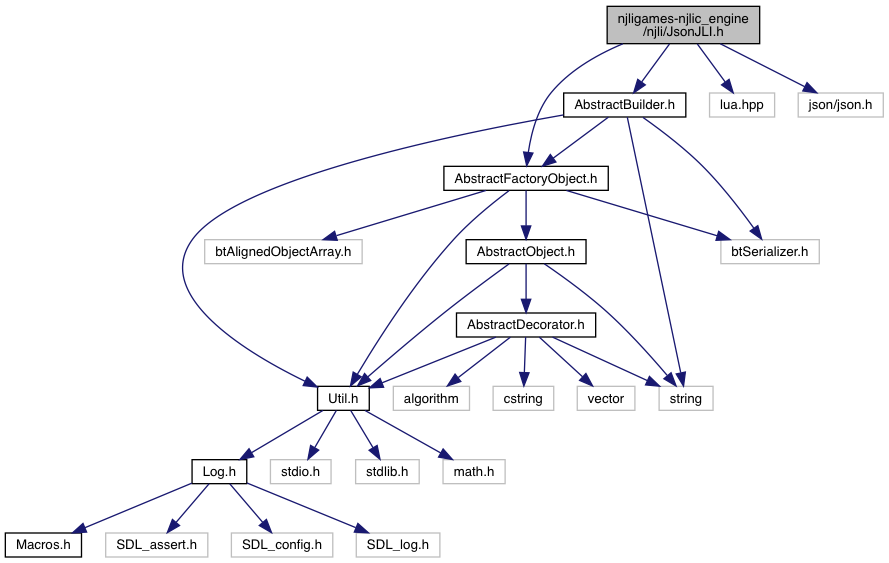 njligames-njlic_engine
/njli/JsonJLI.h
AbstractBuilder.h
lua.hpp
json/json.h
AbstractFactoryObject.h
btAlignedObjectArray.h
AbstractObject.h
btSerializer.h
AbstractDecorator.h
Util.h
algorithm
cstring
vector
string
Log.h
stdio.h
stdlib.h
math.h
Macros.h
SDL_assert.h
SDL_config.h
SDL_log.h